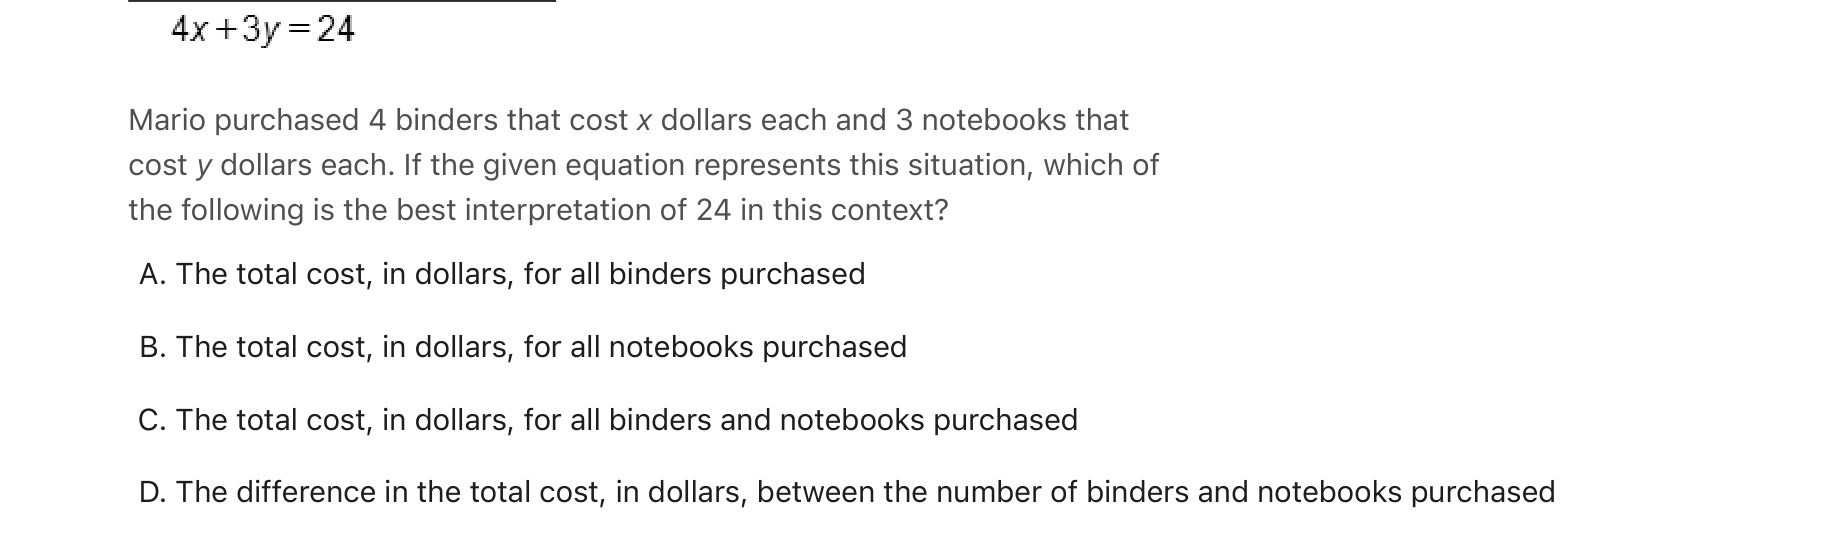 4x+3y=24
Mario purchased 4 binders that cost x dollars each and 3 notebooks that
cost y dollars each. If the given equation represents this situation, which of
the following is the best interpretation of 24 in this context?
A. The total cost, in dollars, for all binders purchased
B. The total cost, in dollars, for all notebooks purchased
C. The total cost, in dollars, for all binders and notebooks purchased
D. The difference in the total cost, in dollars, between the number of binders and notebooks purchased